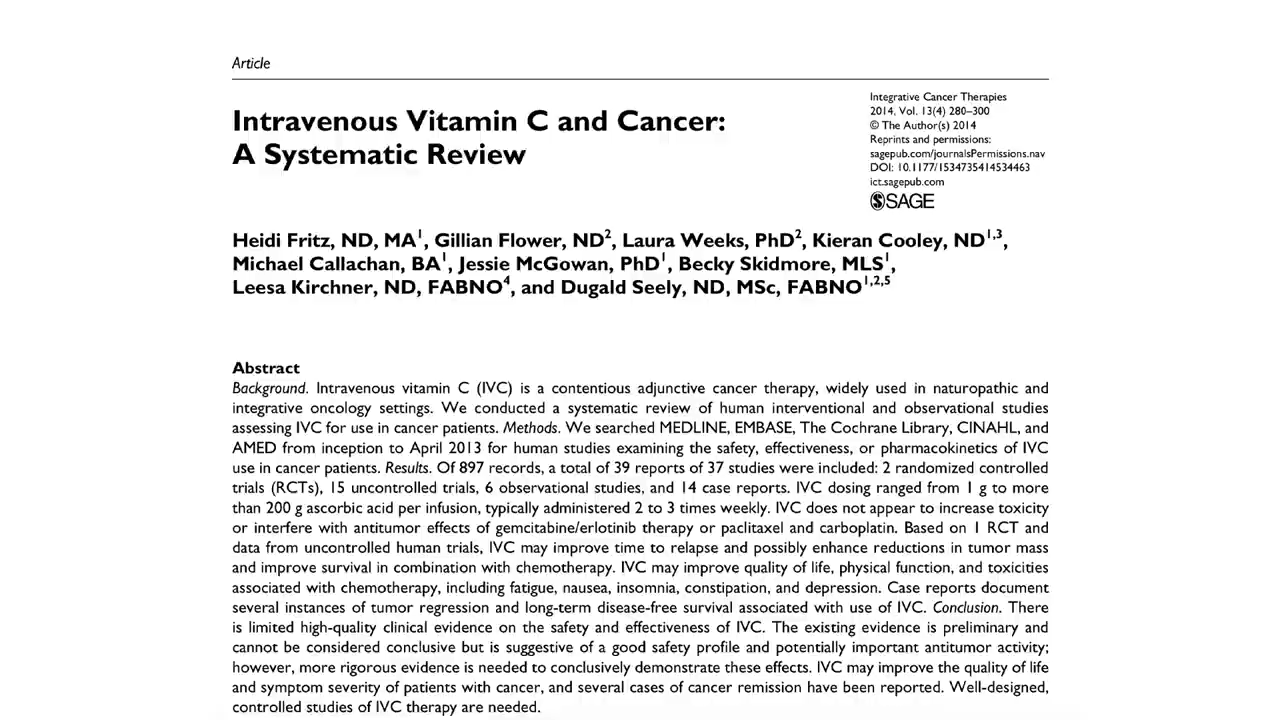 Article
Intravenous Vitamin C and Cancer:
A Systematic Review
Integrative Cancer Therapies
2014, Vol. 13(4) 280–300
© The Author(s) 2014
Reprints and permissions:
sagepub.com/journalsPermissions.nav
DOI: 10.1177/1534735414534463
ict.sagepub.com
SAGE
Heidi Fritz, ND, MA1, Gillian Flower, ND2, Laura Weeks, PhD2, Kieran Cooley, ND1,3,
Michael Callachan, BA1, Jessie McGowan, PhD1, Becky Skidmore, MLS1,
Leesa Kirchner, ND, FABNO4, and Dugald Seely, ND, MSc, FABNO1,2,5
Abstract
Background. Intravenous vitamin C (IVC) is a contentious adjunctive cancer therapy, widely used in naturopathic and
integrative oncology settings. We conducted a systematic review of human interventional and observational studies
assessing IVC for use in cancer patients. Methods. We searched MEDLINE, EMBASE, The Cochrane Library, CINAHL, and
AMED from inception to April 2013 for human studies examining the safety, effectiveness, or pharmacokinetics of IVC
use in cancer patients. Results. Of 897 records, a total of 39 reports of 37 studies were included: 2 randomized controlled
trials (RCTs), 15 uncontrolled trials, 6 observational studies, and 14 case reports. IVC dosing ranged from 1 g to more
than 200 g ascorbic acid per infusion, typically administered 2 to 3 times weekly. IVC does not appear to increase toxicity
or interfere with antitumor effects of gemcitabine/erlotinib therapy or paclitaxel and carboplatin. Based on 1 RCT and
data from uncontrolled human trials, IVC may improve time to relapse and possibly enhance reductions in tumor mass
and improve survival in combination with chemotherapy. IVC may improve quality of life, physical function, and toxicities
associated with chemotherapy, including fatigue, nausea, insomnia, constipation, and depression. Case reports document
several instances of tumor regression and long-term disease-free survival associated with use of IVC. Conclusion. There
is limited high-quality clinical evidence on the safety and effectiveness of IVC. The existing evidence is preliminary and
cannot be considered conclusive but is suggestive of a good safety profile and potentially important antitumor activity;
however, more rigorous evidence is needed to conclusively demonstrate these effects. IVC may improve the quality of life
and symptom severity of patients with cancer, and several cases of cancer remission have been reported. Well-designed,
controlled studies of IVC therapy are needed.